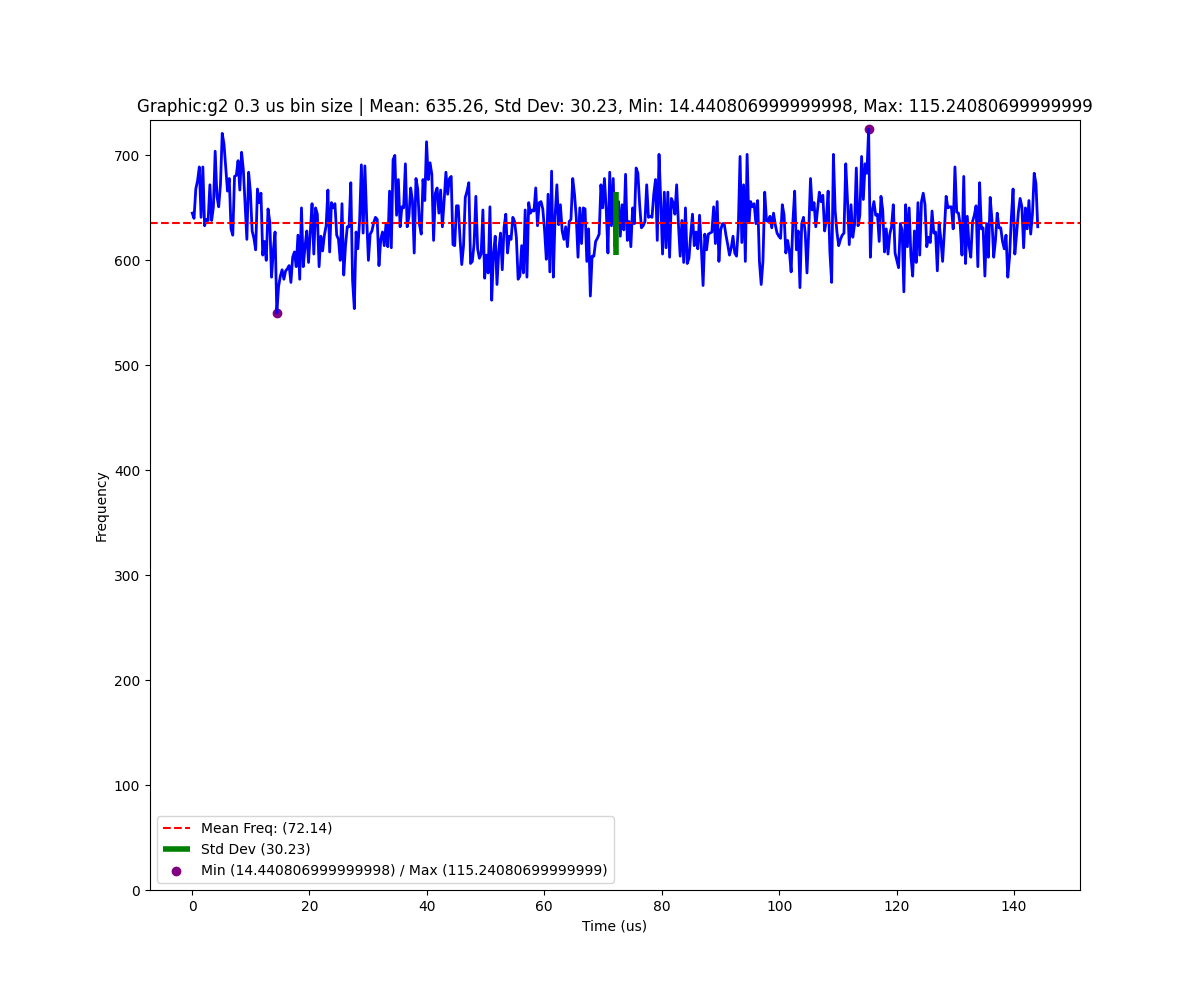 Graphic:g2 0.3 us bin size | Mean: 635.26, Std Dev: 30.23, Min: 14.440806999999998, Max: 115.24080699999999
700
600
500
400
300
200
100
0
Frequency
Mean Freq: (72.14)
Std Dev (30.23)
Min (14.440806999999998) / Max (115.24080699999999)
0 20 40 60 80 100 120 140
Time (us)